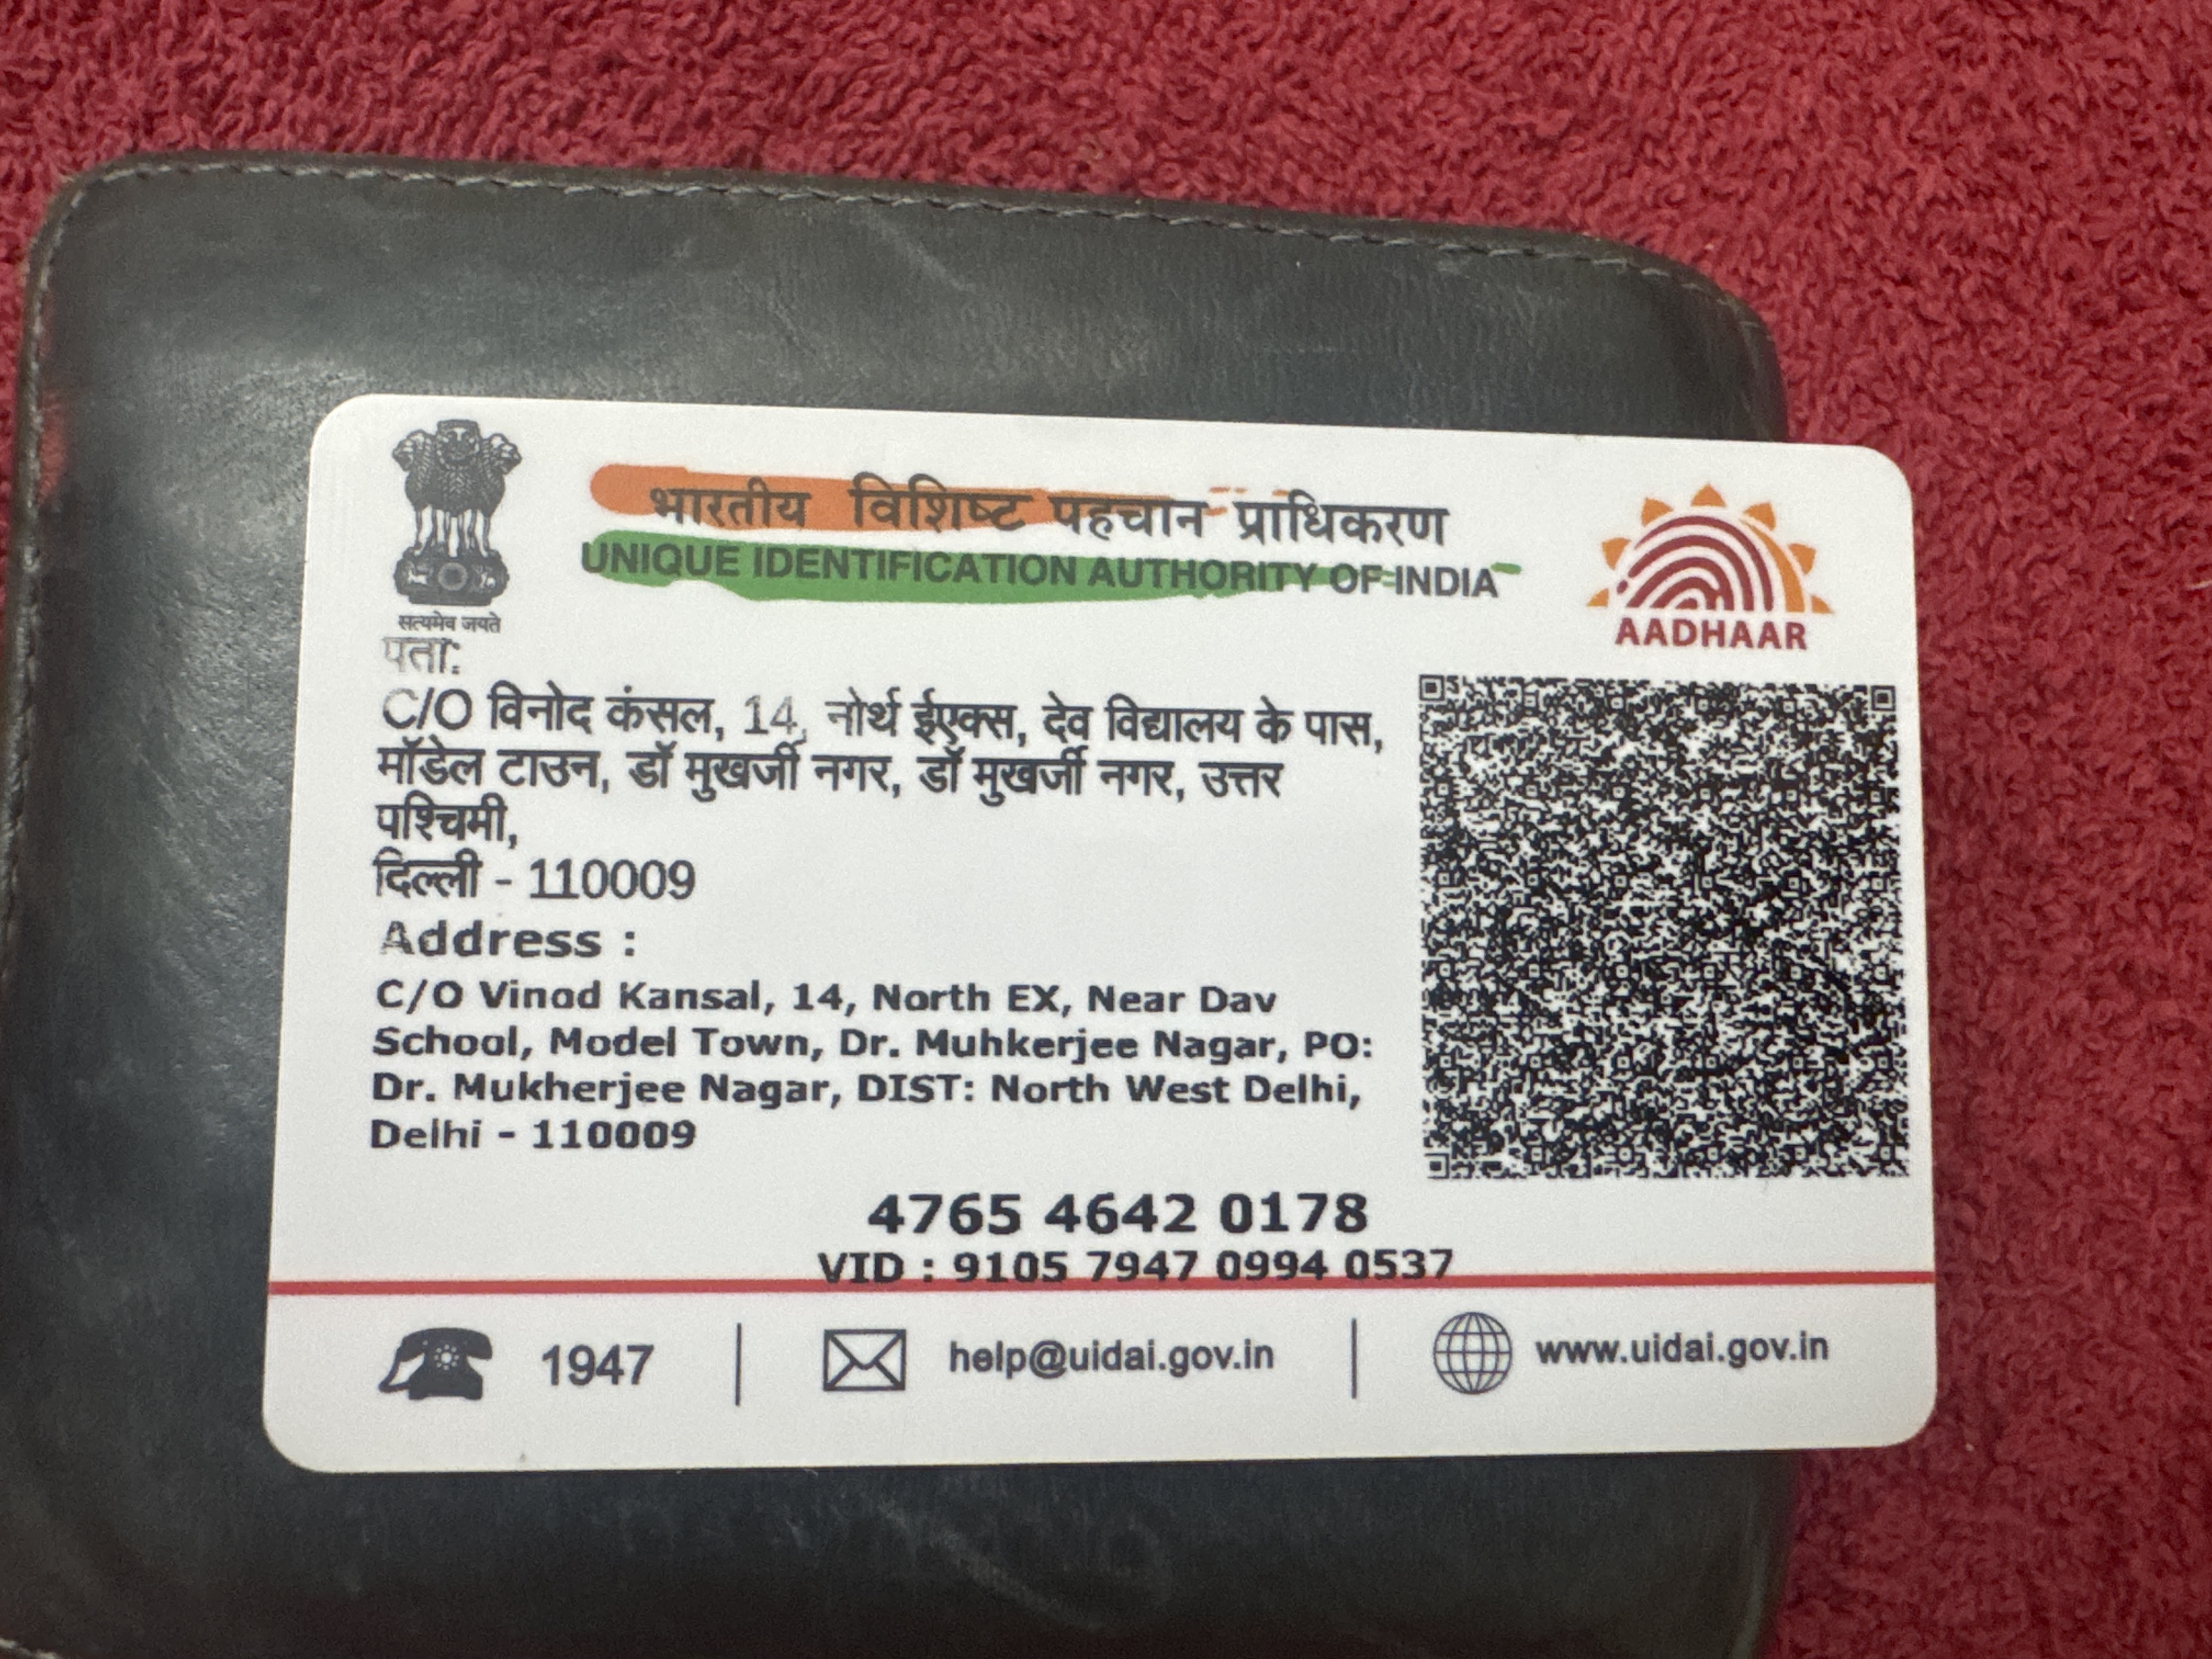 सत्यमेव जयते
भारतीय विशिष्ट पहचान प्राधिकरण
UNIQUE IDENTIFICATION AUTHORITY OF INDIA
AADHAAR
पता:
C/O विनोद कंसल, 14, नोर्थ ईएक्स, देव विद्यालय के पास,
मॉडेल टाउन, डॉ मुखर्जी नगर, डॉ मुखर्जी नगर, उत्तर
पश्चिमी,
दिल्ली - 110009
Address :
C/O Vinod Kansal, 14, North EX, Near Dav
School, Model Town, Dr. Muhkerjee Nagar, PO:
Dr. Mukherjee Nagar, DIST: North West Delhi,
Delhi - 110009
4765 4642 0178
VID : 9105 7947 0994 0537
1947
help@uidai.gov.in
www.uidai.gov.in